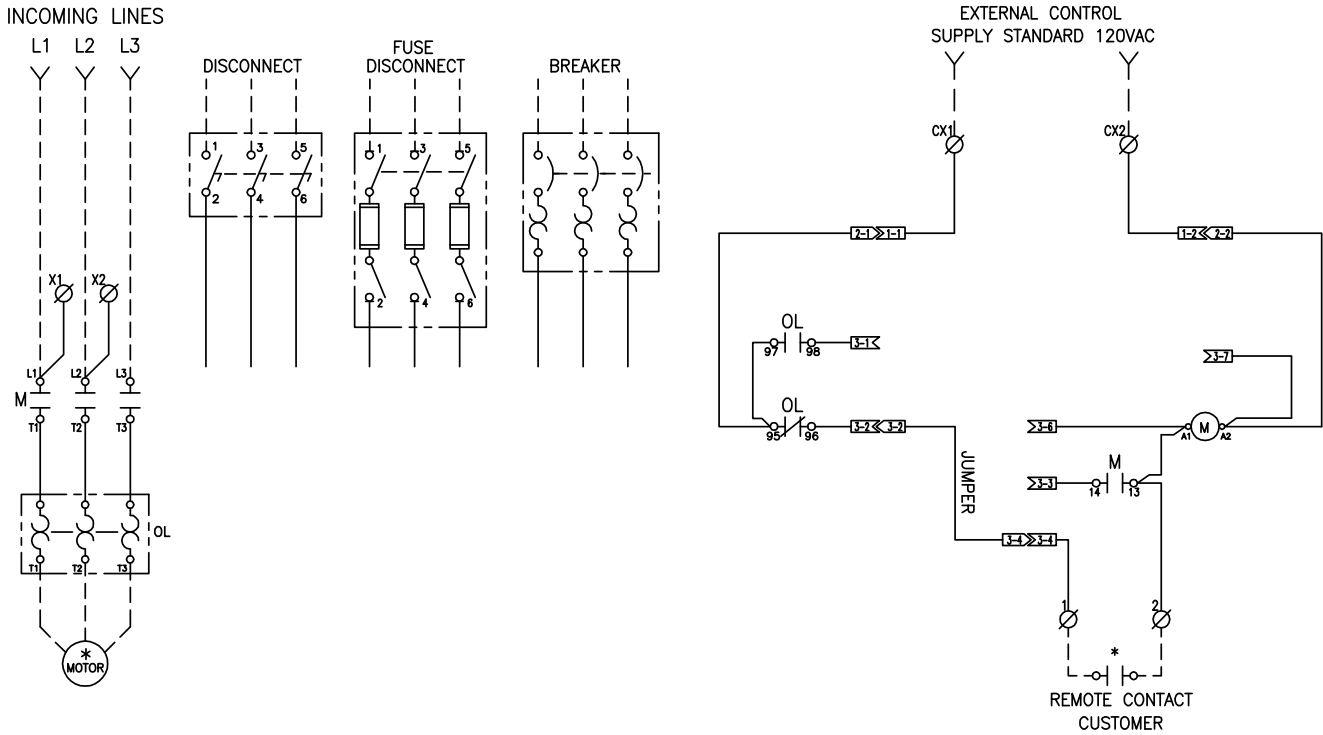 INCOMING LINES
L1 L2 L3
DISCONNECT
FUSE
DISCONNECT
BREAKER
EXTERNAL CONTROL
SUPPLY STANDARD 120VAC
CX1 CX2
1 3 5
2 4 6
1 3 5
2 4 6
2-1 1-1
1-2 2-2
X1 X2
OL
97 98
3-1
3-7
L1 L2 L3
M
T1 T2 T3
OL
95 96
3-2 3-2
3-6
A1 M A2
JUMPER
M
3-3
14 13
OL
T1 T2 T3
3-4 3-4
1 2
*
MOTOR
*
REMOTE CONTACT
CUSTOMER